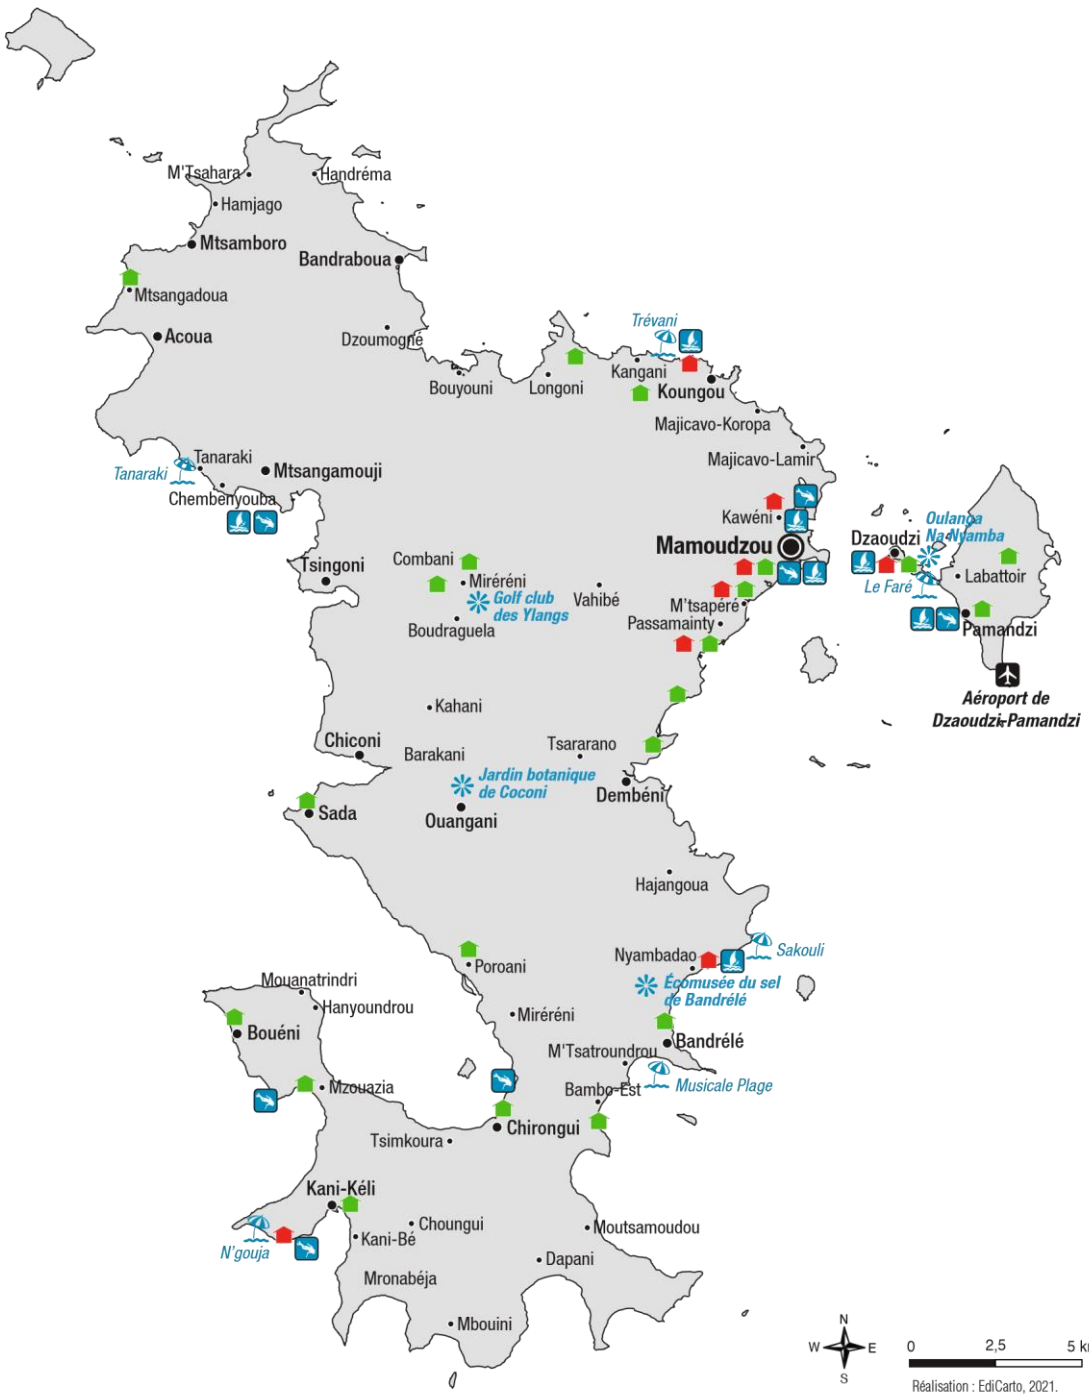 M'Tsahara
Handréma
Hamjago
Mtsamboro
Bandraboua
Mtsangadoua
Acoua
Dzoumogné
Trévani
Bouyouni
Longoni
Kangani
Koungou
Majicavo-Koropa
Majicavo-Lamir
Tanaraki
Tanaraki
Mtsangamouji
Chembenyouba
Kawéni
Mamoudzou
Dzaoudzi
Oulanga
Na Nyamba
Labattoir
Le Faré
Pamandzi
Aéroport de
Dzaoudzi-Pamandzi
Tsingoni
Combani
Miréréni
Golf club
des Ylangs
Boudraguela
Vahibé
M'tsapéré
Passamainty
Kahani
Chiconi
Barakani
Tsararano
Jardin botanique
de Coconi
Ouangani
Dembéni
Sada
Hajangoua
Nyambadao
Sakouli
Écomusée du sel
de Bandrélé
Poroani
Mouanatrindri
Hanyoundrou
Bouéni
Miréréni
Bandrélé
M'Tsatroundrou
Musicale Plage
Bambo-Est
Mzouazia
Chirongui
Tsimkoura
Kani-Kéli
N'gouja
Choungui
Kani-Bé
Moutsamoudou
Dapani
Mronabéja
Mbouini
N
W E
S
0 2,5 5 k
Réalisation : EdiCarto, 2021.